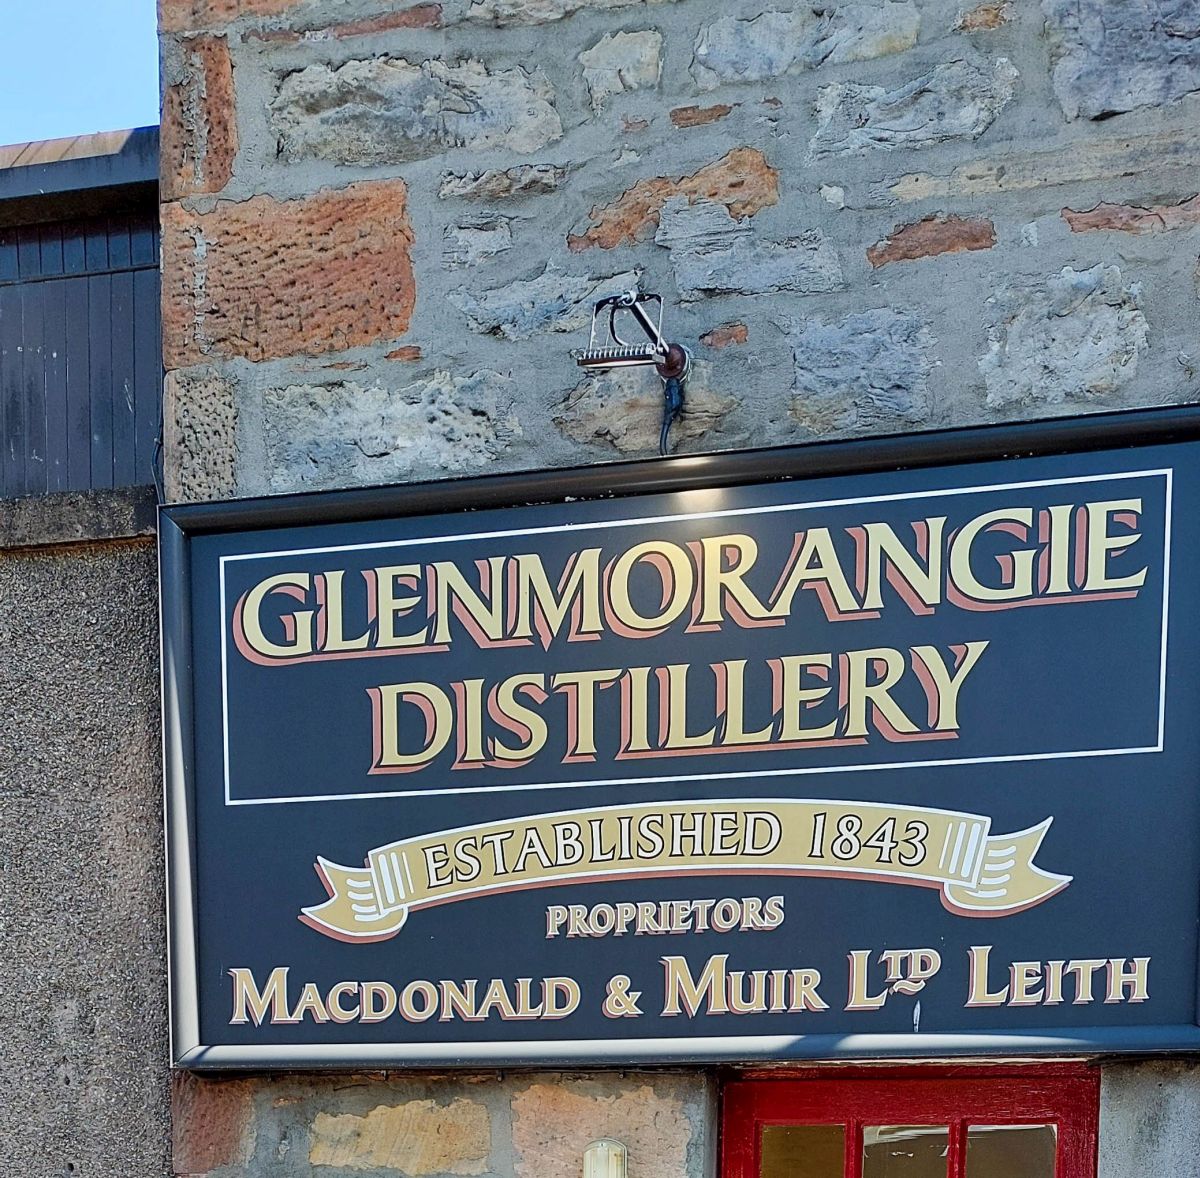 GLENMORANGIE
DISTILLERY
ESTABLISHED 1843
PROPRIETORS
MACDONALD & MUIR LTD LEITH